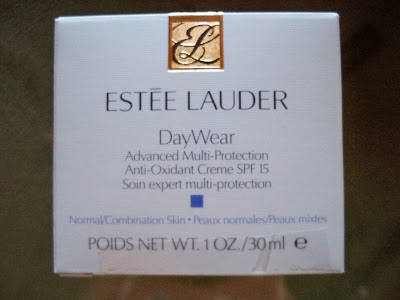 EL
ESTĒE LAUDER
DayWear
Advanced Multi-Protection
Anti-Oxidant Creme SPF 15
Soin expert multi-protection
Normal/Combination Skin • Peaux normales/Peaux mixtes
POIDS NET WT. 1 OZ./30 ml ℮